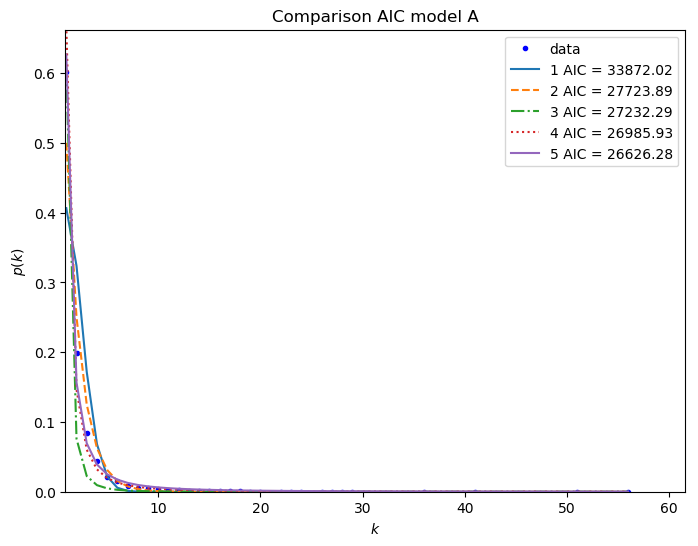 Comparison AIC model A
data
1 AIC = 33872.02
2 AIC = 27723.89
3 AIC = 27232.29
4 AIC = 26985.93
5 AIC = 26626.28
p(k)
0.6
0.5
0.4
0.3
0.2
0.1
0.0
10 20 30 40 50 60
k